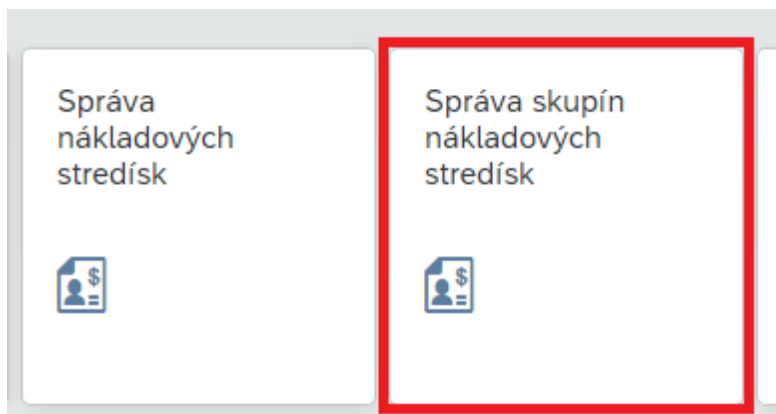 Správa
nákladových
stredísk
Správa skupín
nákladových
stredísk